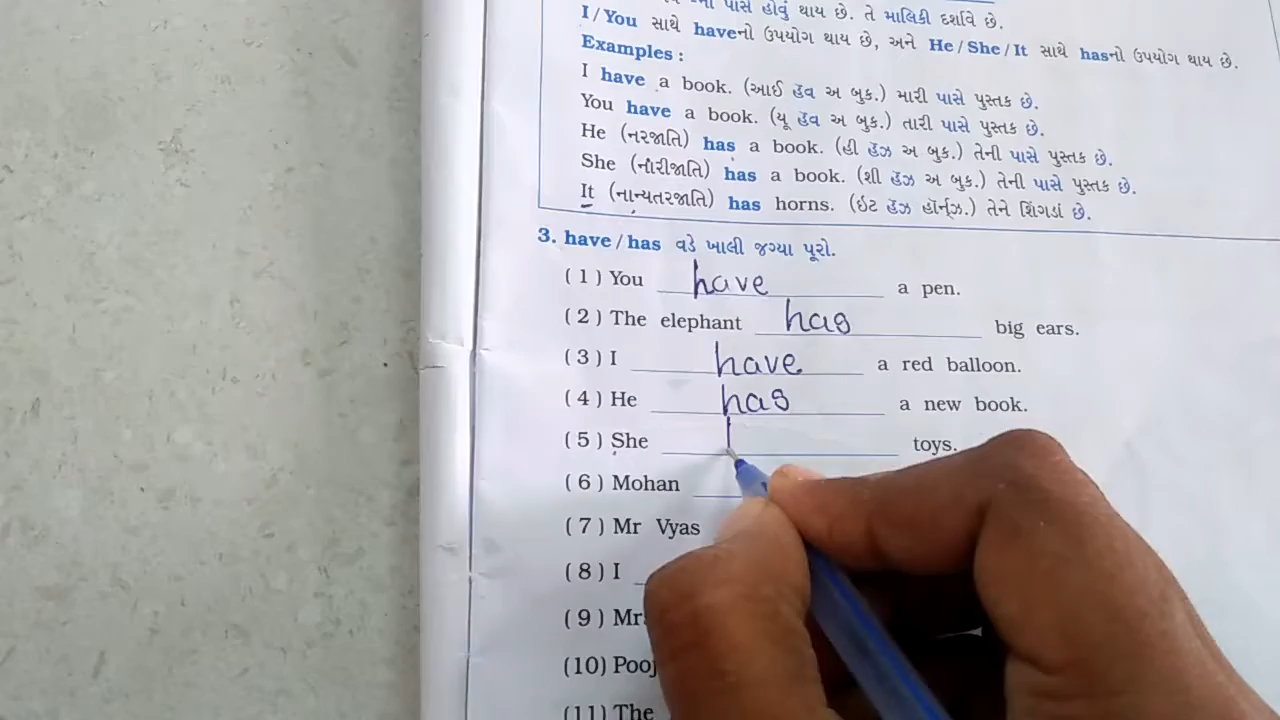 પાસે હોવું થાય છે. તે માલિકી દર્શાવે છે.
I/You સાથે haveનો ઉપયોગ થાય છે, અને He/She/It સાથે hasનો ઉપયોગ થાય છે.
Examples :
I have a book. (આઈ હૅવ અ બુક.) મારી પાસે પુસ્તક છે.
You have a book. (યૂ હૅવ અ બુક.) તારી પાસે પુસ્તક છે.
He (નરજાતિ) has a book. (હી હૅઝ અ બુક.) તેની પાસે પુસ્તક છે.
She (નારીજાતિ) has a book. (શી હૅઝ અ બુક.) તેની પાસે પુસ્તક છે.
It (નાન્યતરજાતિ) has horns. (ઇટ હૅઝ હૉર્ન્ઝ.) તેને શિંગડાં છે.
3. have/has વડે ખાલી જગ્યા પૂરો.
(1) You have a pen.
(2) The elephant has big ears.
(3) I have a red balloon.
(4) He has a new book.
(5) She toys.
(6) Mohan
(7) Mr Vyas
(8) I
(9)
(10)
(11) The